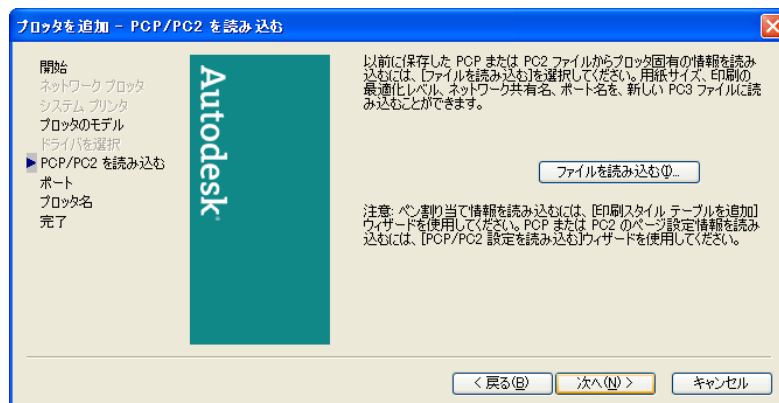 プロッタを追加 - PCP/PC2 を読み込む
開始
ネットワーク プロッタ
システム プリンタ
プロッタのモデル
ドライバを選択
PCP/PC2 を読み込む
ポート
プロッタ名
完了
Autodesk
以前に保存した PCP または PC2 ファイルからプロッタ固有の情報を読み
込むには、[ファイルを読み込む]を選択してください。用紙サイズ、印刷の
最適化レベル、ネットワーク共有名、ポート名を、新しい PC3 ファイルに読
み込むことができます。
ファイルを読み込む(I)...
注意: ペン割り当て情報を読み込むには、[印刷スタイル テーブルを追加]
ウィザードを使用してください。PCP または PC2 のページ設定情報を読み
込むには、[PCP/PC2 設定を読み込む]ウィザードを使用してください。
< 戻る(B)
次へ(N) >
キャンセル